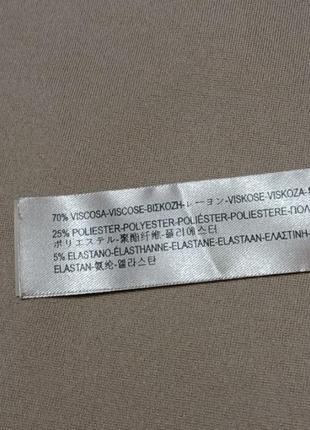 70% VISCOSA-VISCOSE-ΒΙΣΚΟΖΗ-レーヨン-VISKOSE-VISKOZA-
25% POLIESTER-POLYESTER-POLIÉSTER-POLIESTERE-ПОЛ
ポリエステル-聚酯纤维-폴리에스터
5% ELASTANO-ÉLASTHANNE-ELASTANE-ELASTAAN-ΕΛΑΣΤΙΝΗ
ELASTAN-氨纶-엘라스탄